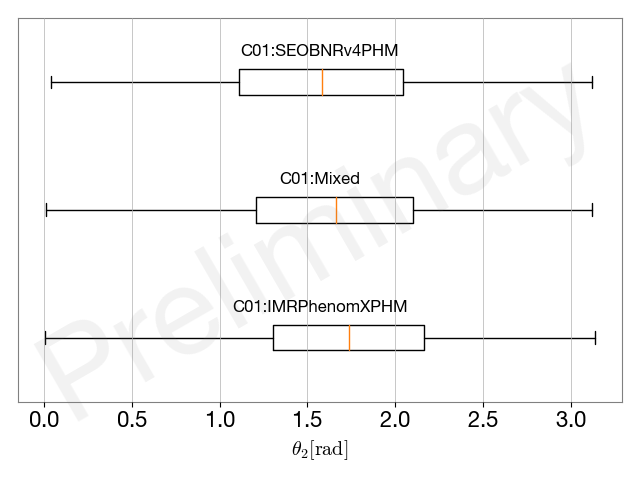 C01:SEOBNRv4PHM
C01:Mixed
C01:IMRPhenomXPHM
Preliminary
0.0 0.5 1.0 1.5 2.0 2.5 3.0
θ₂[rad]